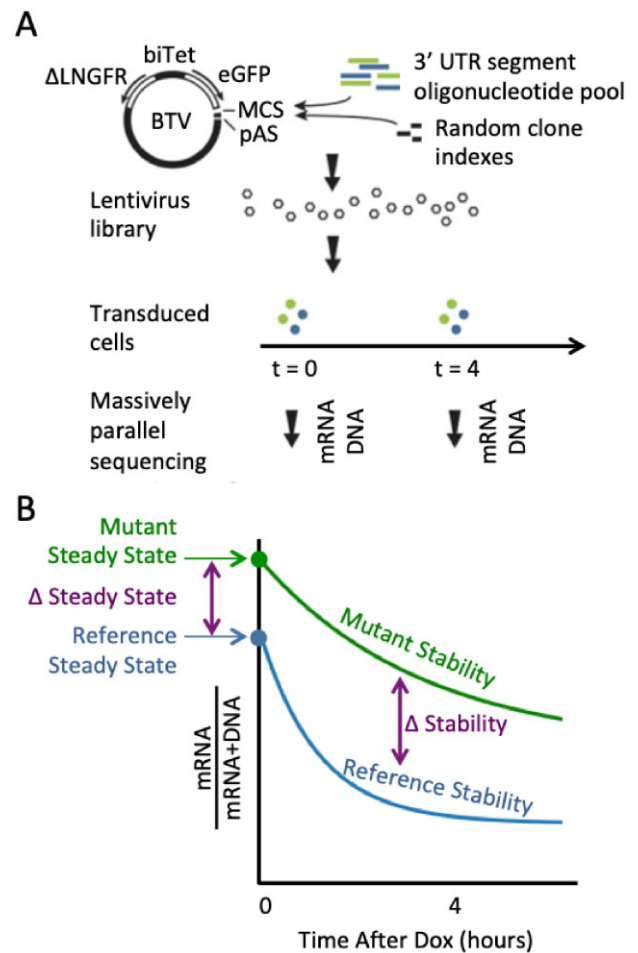 A
biTet
ΔLNGFR
eGFP
BTV
MCS
pAS
3’ UTR segment
oligonucleotide pool
Random clone
indexes
Lentivirus
library
Transduced
cells
t = 0
t = 4
Massively
parallel
sequencing
mRNA
DNA
mRNA
DNA
B
Mutant
Steady State
Δ Steady State
Reference
Steady State
mRNA
mRNA+DNA
Mutant Stability
Δ Stability
Reference Stability
0
4
Time After Dox (hours)